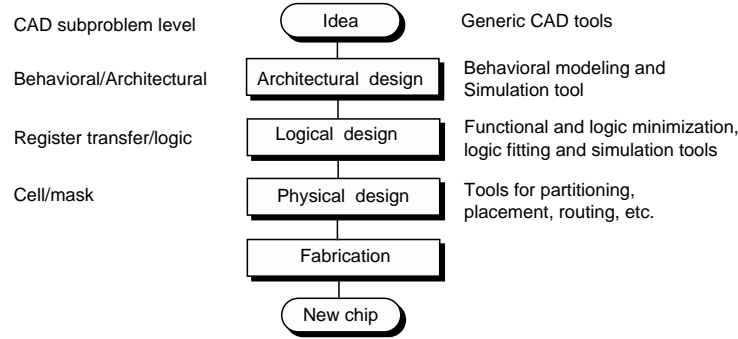 CAD subproblem level
Idea
Generic CAD tools
Behavioral/Architectural
Architectural design
Behavioral modeling and
Simulation tool
Register transfer/logic
Logical design
Functional and logic minimization,
logic fitting and simulation tools
Cell/mask
Physical design
Tools for partitioning,
placement, routing, etc.
Fabrication
New chip